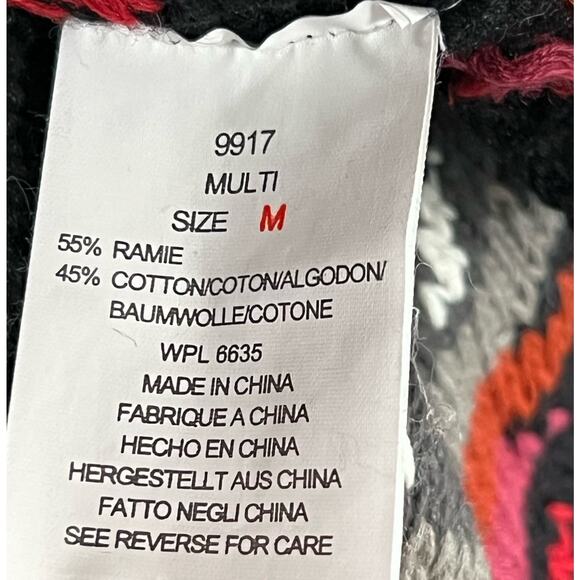 9917
MULTI
SIZE M
55% RAMIE
45% COTTON/COTON/ALGODON/
BAUMWOLLE/COTONE
WPL 6635
MADE IN CHINA
FABRIQUE A CHINA
HECHO EN CHINA
HERGESTELLT AUS CHINA
FATTO NEGLI CHINA
SEE REVERSE FOR CARE